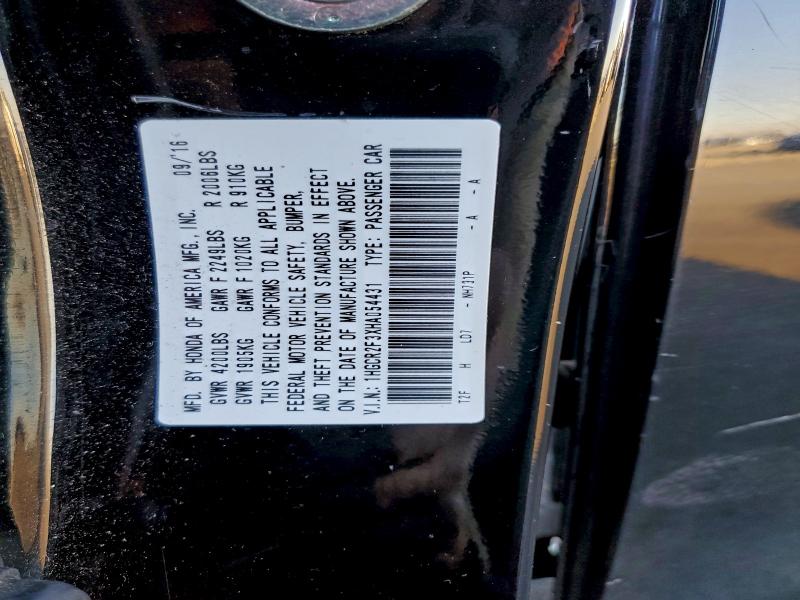 MFD. BY HONDA OF AMERICA MFG., INC. 09/16
GVWR 4200LBS GAWR F 2249LBS R 2006LBS
GVWR 1905KG GAWR F 1020KG R 910KG
THIS VEHICLE CONFORMS TO ALL APPLICABLE
FEDERAL MOTOR VEHICLE SAFETY, BUMPER,
AND THEFT PREVENTION STANDARDS IN EFFECT
ON THE DATE OF MANUFACTURE SHOWN ABOVE.
V.I.N.: 1HGCR2F3XHA054431 TYPE: PASSENGER CAR
T2F H LD7 - NH731P - A - A